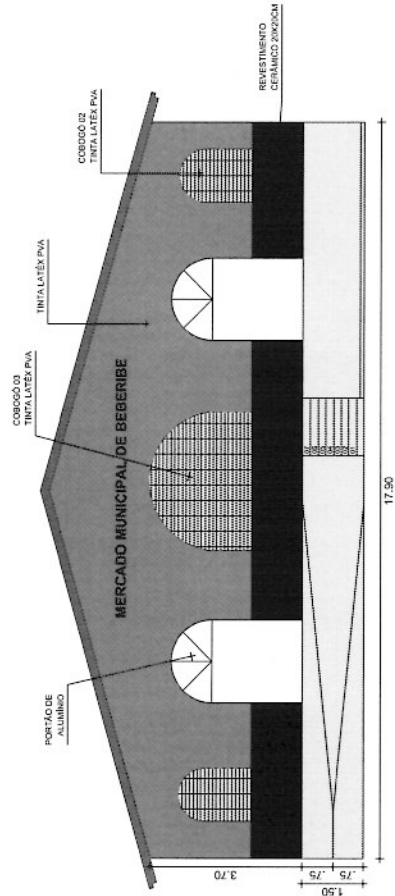 PORTÃO DE
ALUMÍNIO
COBOGÓ 03
TINTA LATÉX PVA
TINTA LATÉX PVA
COBOGÓ 02
TINTA LATÉX PVA
MERCADO MUNICIPAL DE BEBERIBE
REVESTIMENTO
CERÂMICO 20X20CM
3.70
.75
.75
1.50
17.90